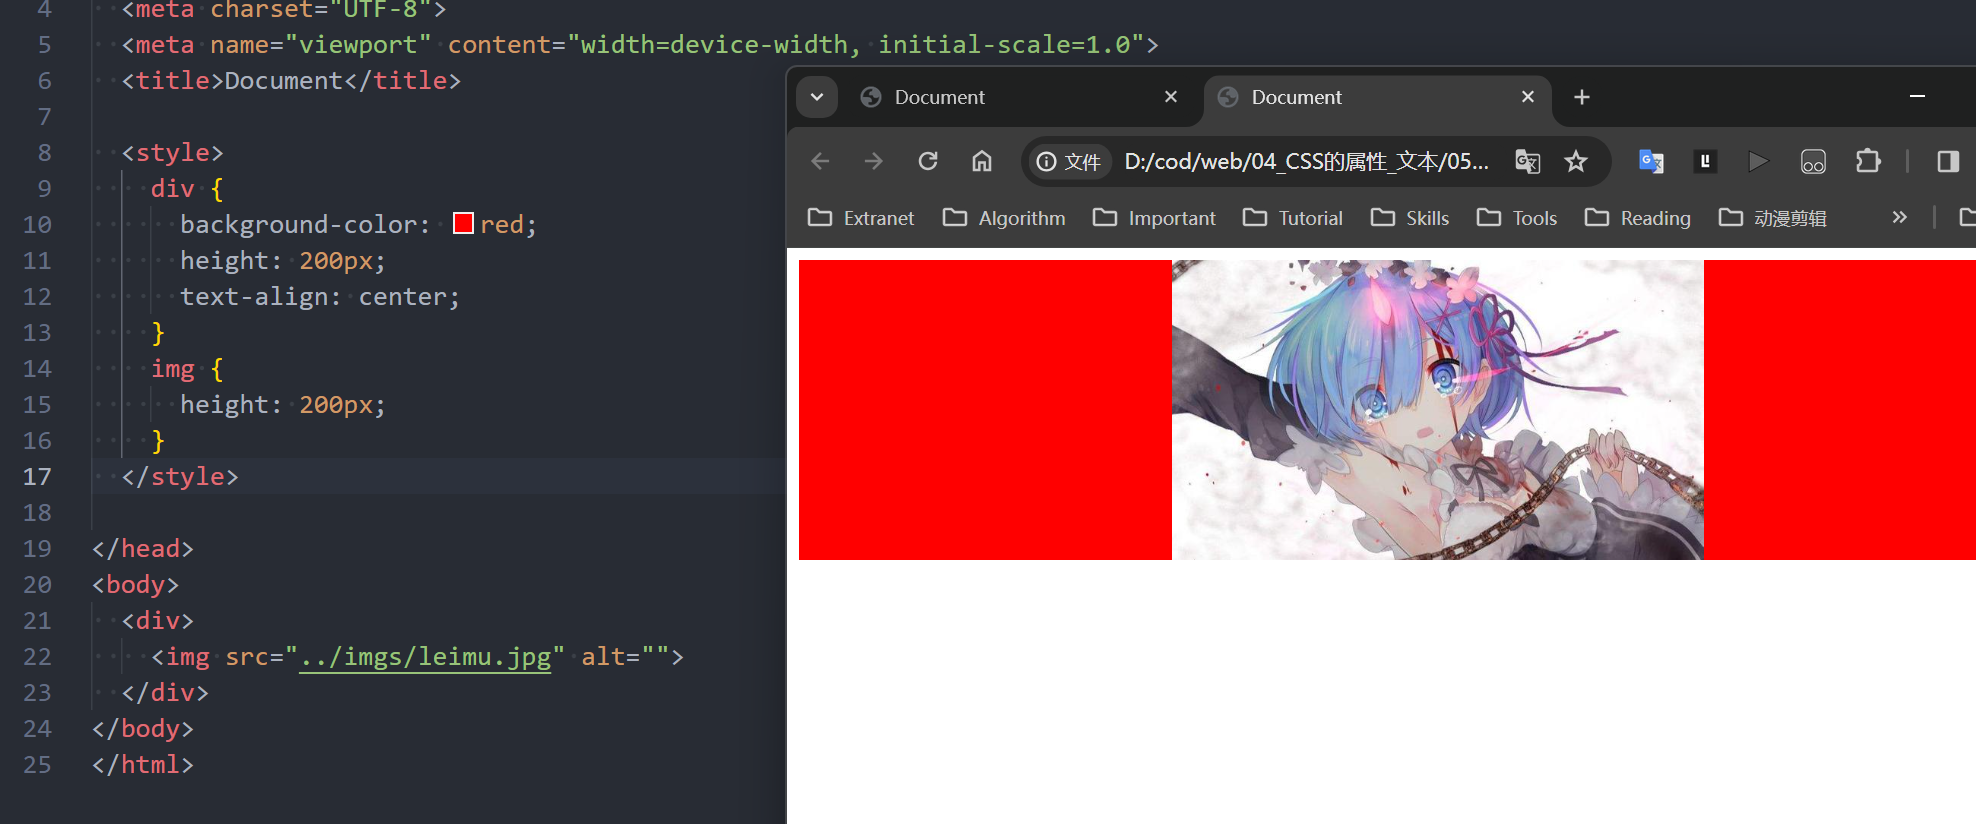 4 <meta charset="UTF-8">
5 <meta name="viewport" content="width=device-width, initial-scale=1.0">
6 <title>Document</title>
7
8 <style>
9 div {
10 background-color: red;
11 height: 200px;
12 text-align: center;
13 }
14 img {
15 height: 200px;
16 }
17 </style>
18
19 </head>
20 <body>
21 <div>
22 <img src="../imgs/leimu.jpg" alt="">
23 </div>
24 </body>
25 </html>
Document
Document
文件 D:/cod/web/04_CSS的属性_文本/05...
Extranet Algorithm Important Tutorial Skills Tools Reading 动漫剪辑